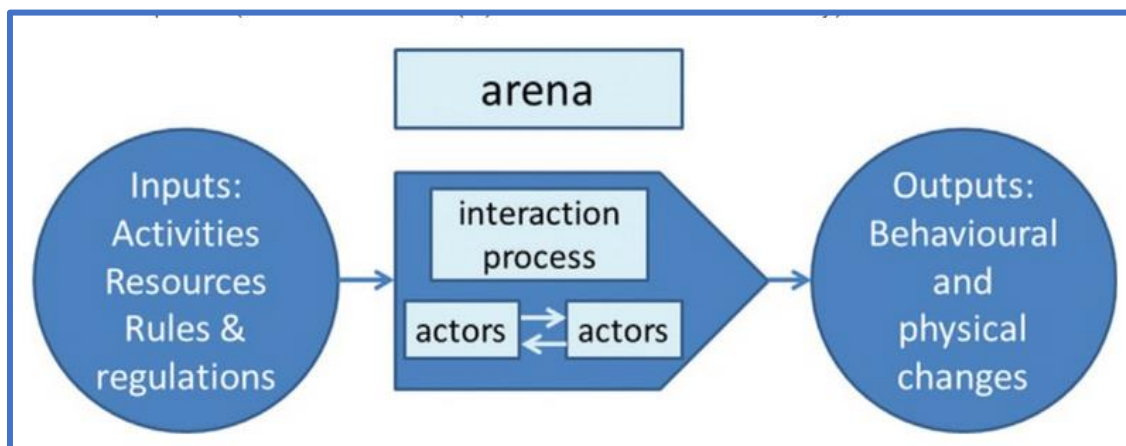 arena
Inputs:
Activities
Resources
Rules &
regulations
interaction
process
actors
actors
Outputs:
Behavioural
and
physical
changes